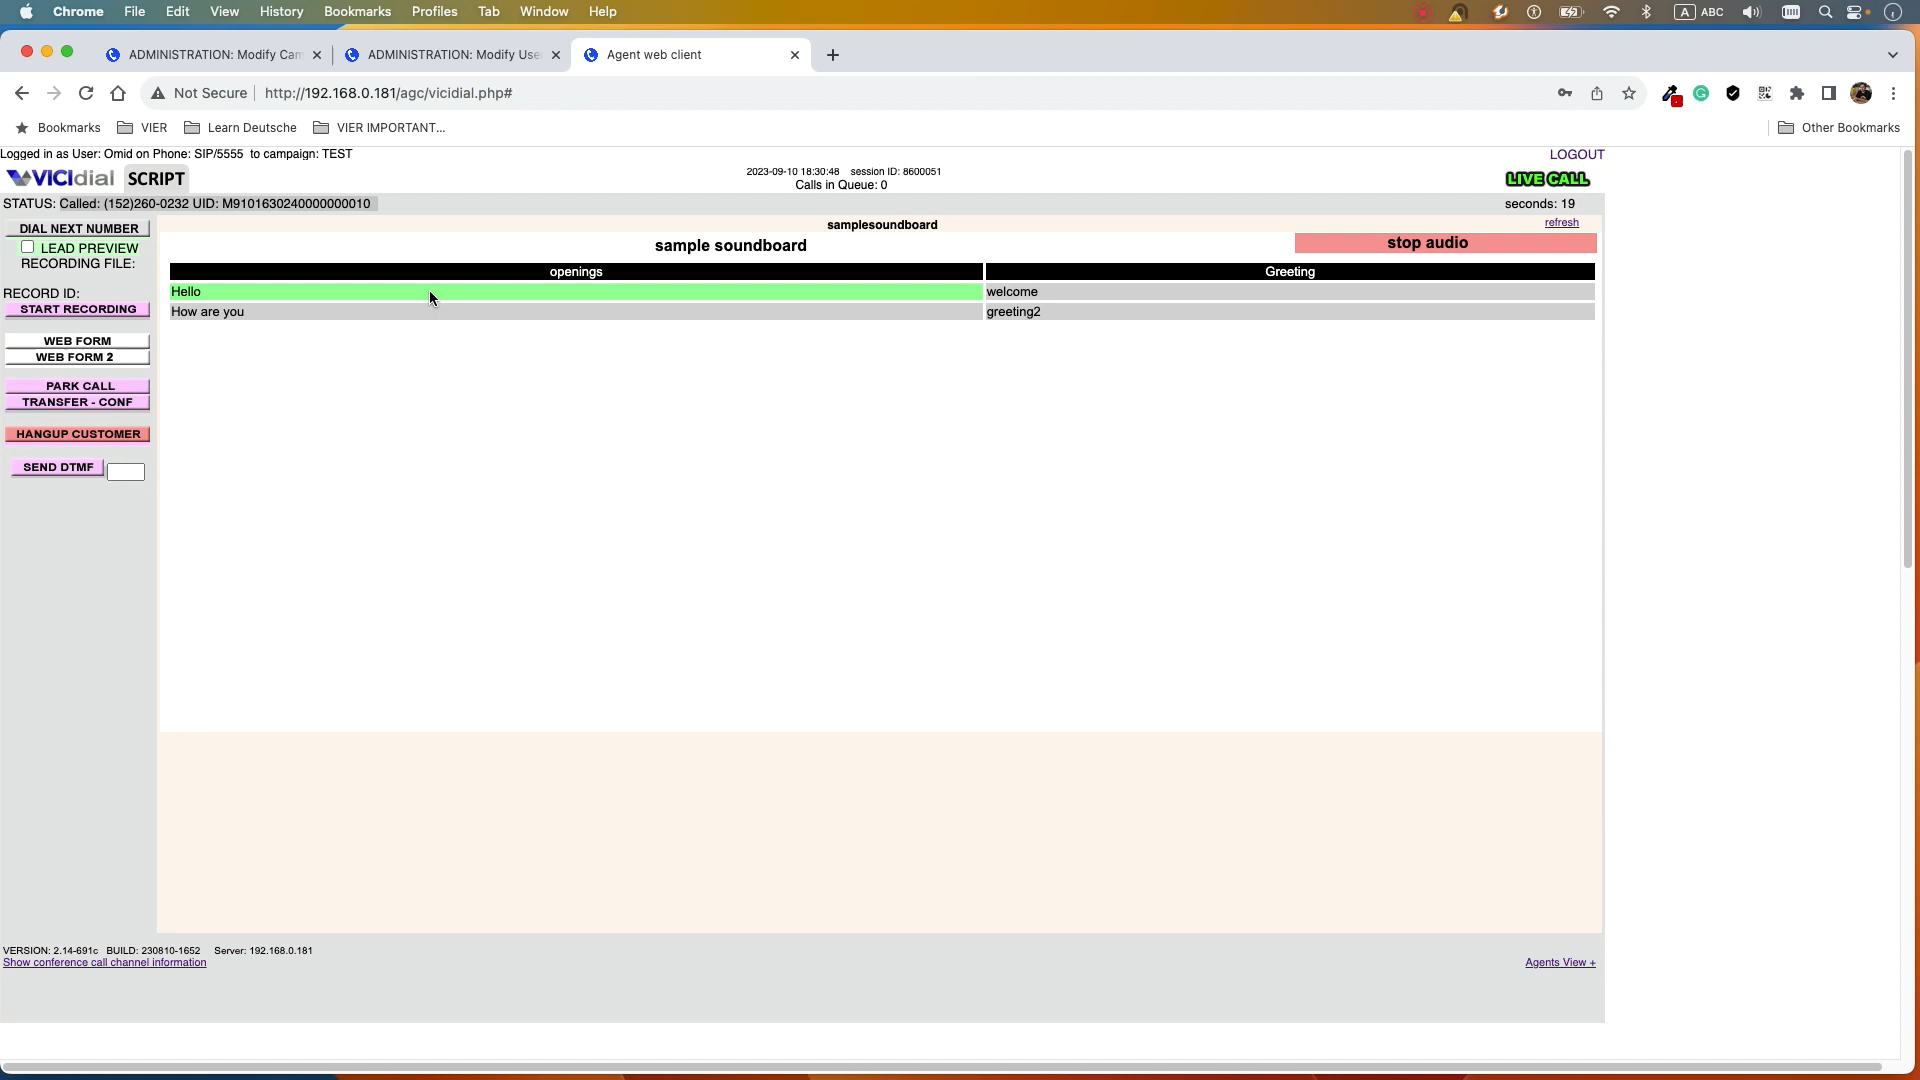 Chrome File Edit View History Bookmarks Profiles Tab Window Help A ABC
ADMINISTRATION: Modify Cam ADMINISTRATION: Modify Use Agent web client
Not Secure http://192.168.0.181/agc/vicidial.php#
Bookmarks VIER Learn Deutsche VIER IMPORTANT... Other Bookmarks
Logged in as User: Omid on Phone: SIP/5555 to campaign: TEST LOGOUT
VICIdial SCRIPT 2023-09-10 18:30:48 session ID: 8600051 LIVE CALL
Calls in Queue: 0
STATUS: Called: (152)260-0232 UID: M9101630240000000010 seconds: 19
DIAL NEXT NUMBER samplesoundboard refresh
LEAD PREVIEW sample soundboard stop audio
RECORDING FILE:
openings Greeting
RECORD ID: Hello welcome
START RECORDING How are you greeting2
WEB FORM
WEB FORM 2
PARK CALL
TRANSFER - CONF
HANGUP CUSTOMER
SEND DTMF
VERSION: 2.14-691c BUILD: 230810-1652 Server: 192.168.0.181
Show conference call channel information Agents View +